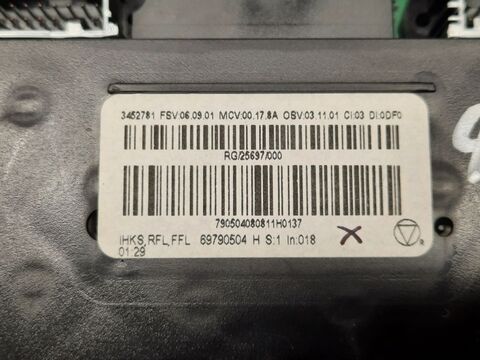 3452781 FSV:06.09.01 MCV:00.17.8A OSV:03.11.01 CI:03 DI:0DF0
RG/25697/000
790504080811H0137
IHKS,RFL,FFL 69790504 H S:1 In:018
01:29
R